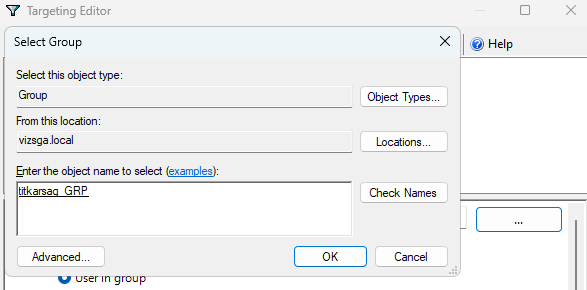 Targeting Editor
Select Group
Help
Select this object type:
Group
Object Types...
From this location:
vizsga.local
Locations...
Enter the object name to select (examples):
titkarsag_GRP
Check Names
...
Advanced...
OK
Cancel
User in group